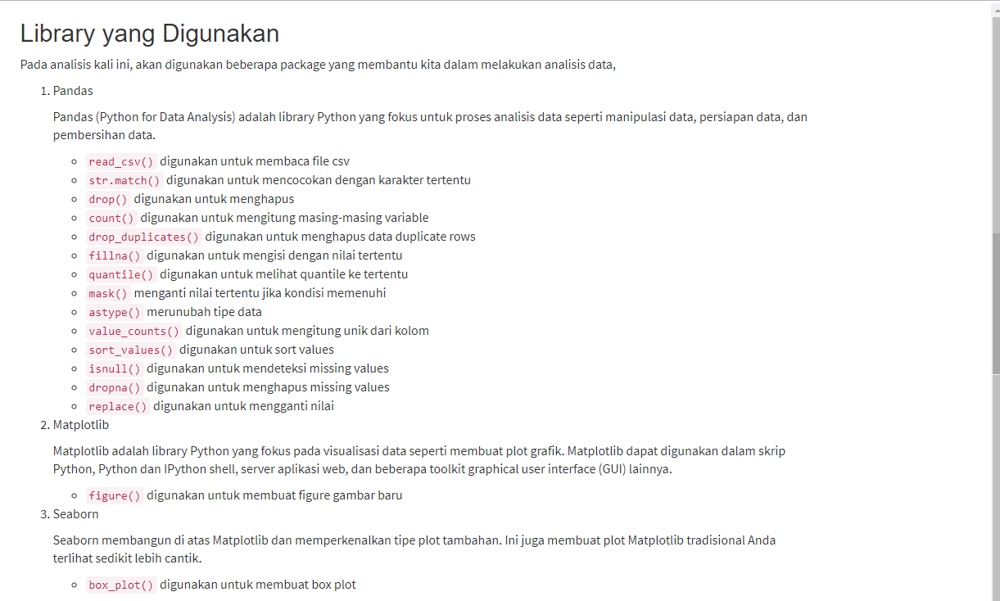 Library yang Digunakan
Pada analisis kali ini, akan digunakan beberapa package yang membantu kita dalam melakukan analisis data,
1. Pandas
Pandas (Python for Data Analysis) adalah library Python yang fokus untuk proses analisis data seperti manipulasi data, persiapan data, dan
pembersihan data.
read_csv() digunakan untuk membaca file csv
str.match() digunakan untuk mencocokan dengan karakter tertentu
drop() digunakan untuk menghapus
count() digunakan untuk mengitung masing-masing variable
drop_duplicates() digunakan untuk menghapus data duplicate rows
fillna() digunakan untuk mengisi dengan nilai tertentu
quantile() digunakan untuk melihat quantile ke tertentu
mask() menganti nilai tertentu jika kondisi memenuhi
astype() merunubah tipe data
value_counts() digunakan untuk mengitung unik dari kolom
sort_values() digunakan untuk sort values
isnull() digunakan untuk mendeteksi missing values
dropna() digunakan untuk menghapus missing values
replace() digunakan untuk mengganti nilai
2. Matplotlib
Matplotlib adalah library Python yang fokus pada visualisasi data seperti membuat plot grafik. Matplotlib dapat digunakan dalam skrip
Python, Python dan IPython shell, server aplikasi web, dan beberapa toolkit graphical user interface (GUI) lainnya.
figure() digunakan untuk membuat figure gambar baru
3. Seaborn
Seaborn membangun di atas Matplotlib dan memperkenalkan tipe plot tambahan. Ini juga membuat plot Matplotlib tradisional Anda
terlihat sedikit lebih cantik.
box_plot() digunakan untuk membuat box plot